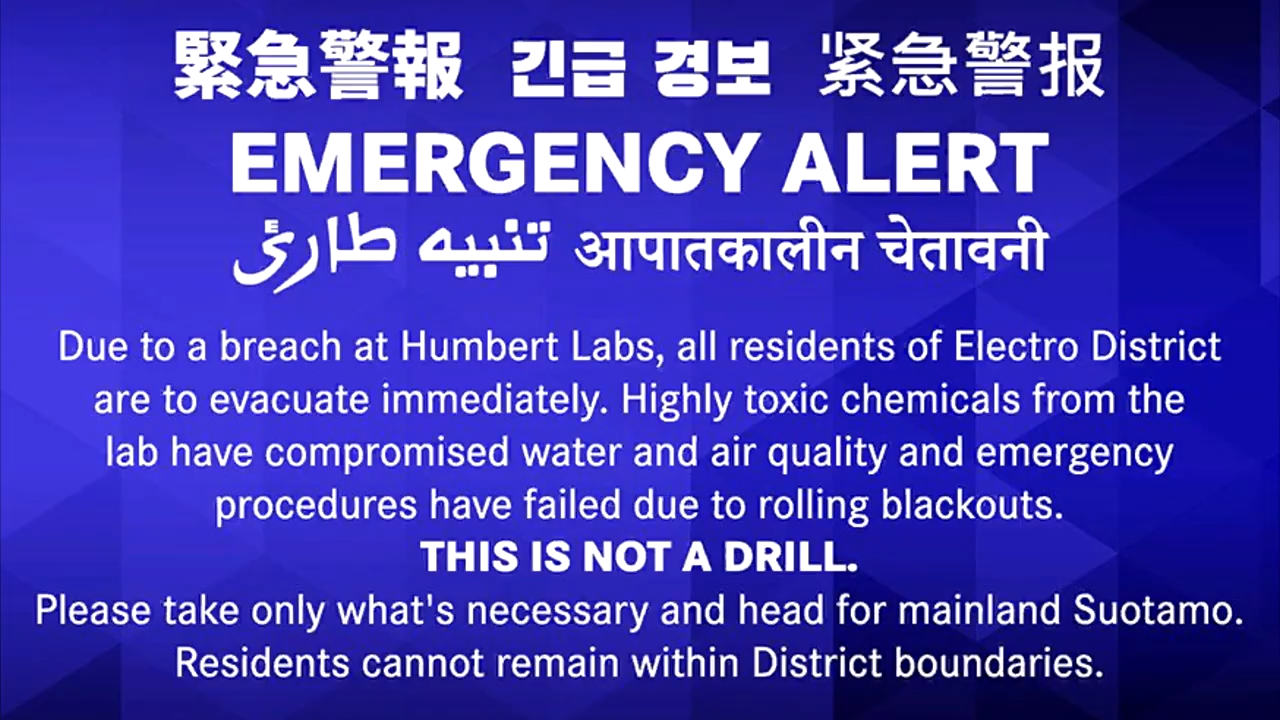 緊急警報 긴급 경보 紧急警报
EMERGENCY ALERT
تنبيه طارئ आपातकालीन चेतावनी
Due to a breach at Humbert Labs, all residents of Electro District
are to evacuate immediately. Highly toxic chemicals from the
lab have compromised water and air quality and emergency
procedures have failed due to rolling blackouts.
THIS IS NOT A DRILL.
Please take only what's necessary and head for mainland Suotamo.
Residents cannot remain within District boundaries.